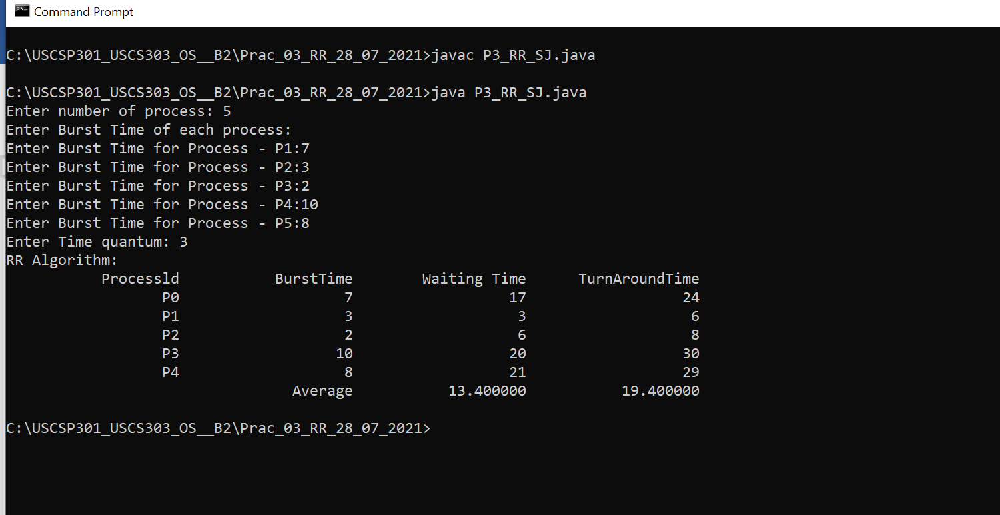 Command Prompt
C:\USCSP301_USCS303_OS__B2\Prac_03_RR_28_07_2021>javac P3_RR_SJ.java
C:\USCSP301_USCS303_OS__B2\Prac_03_RR_28_07_2021>java P3_RR_SJ.java
Enter number of process: 5
Enter Burst Time of each process:
Enter Burst Time for Process - P1:7
Enter Burst Time for Process - P2:3
Enter Burst Time for Process - P3:2
Enter Burst Time for Process - P4:10
Enter Burst Time for Process - P5:8
Enter Time quantum: 3
RR Algorithm:
Processld BurstTime Waiting Time TurnAroundTime
P0 7 17 24
P1 3 3 6
P2 2 6 8
P3 10 20 30
P4 8 21 29
Average 13.400000 19.400000
C:\USCSP301_USCS303_OS__B2\Prac_03_RR_28_07_2021>